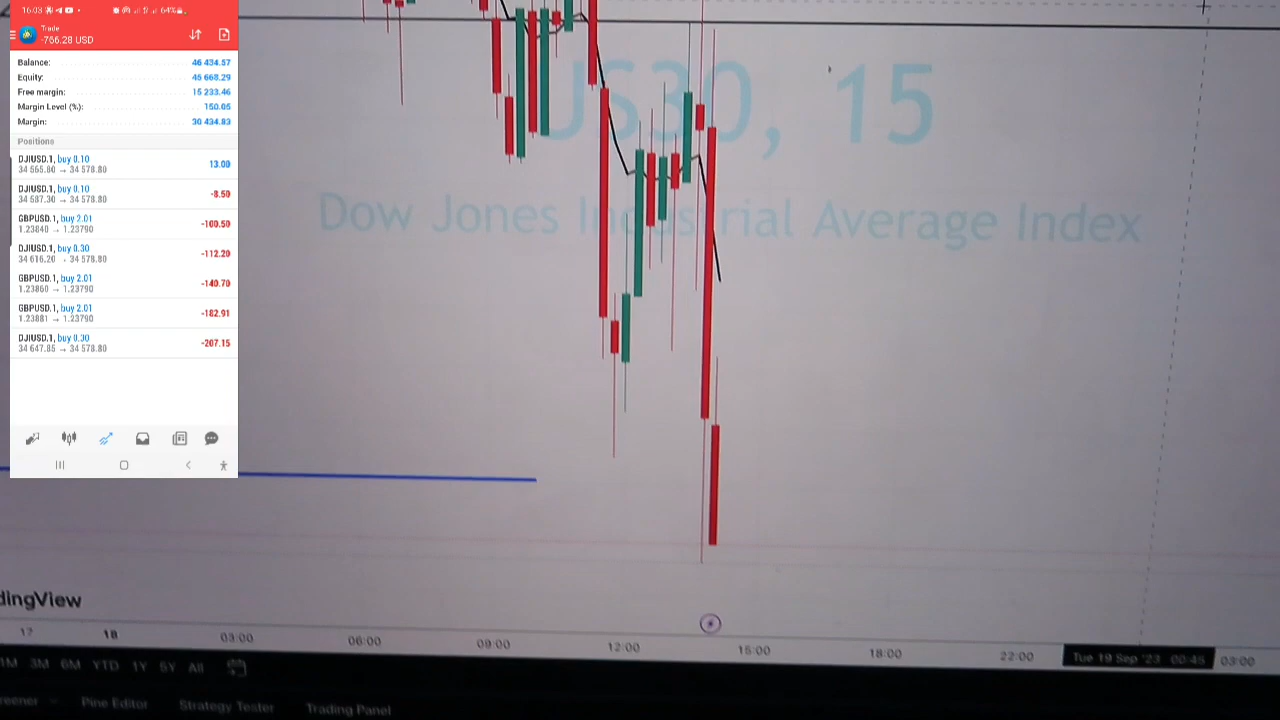 16:03 64%
Trade
-766.28 USD
Balance: 46 434.57
Equity: 45 668.29
Free margin: 15 233.46
Margin Level (%): 150.05
Margin: 30 434.83
Positions
DJIUSD.1, buy 0.10 13.00
34 565.80 → 34 578.80
DJIUSD.1, buy 0.10 -8.50
34 587.30 → 34 578.80
GBPUSD.1, buy 2.01 -100.50
1.23840 → 1.23790
DJIUSD.1, buy 0.30 -112.20
34 616.20 → 34 578.80
GBPUSD.1, buy 2.01 -140.70
1.23860 → 1.23790
GBPUSD.1, buy 2.01 -182.91
1.23881 → 1.23790
DJIUSD.1, buy 0.30 -207.15
34 647.85 → 34 578.80
US30, 15
Dow Jones Industrial Average Index
dingView
17 18 03:00 06:00 09:00 12:00 15:00 18:00 22:00 Tue 19 Sep '23 00:45 03:00
1M 3M 6M YTD 1Y 5Y All
reener Pine Editor Strategy Tester Trading Panel